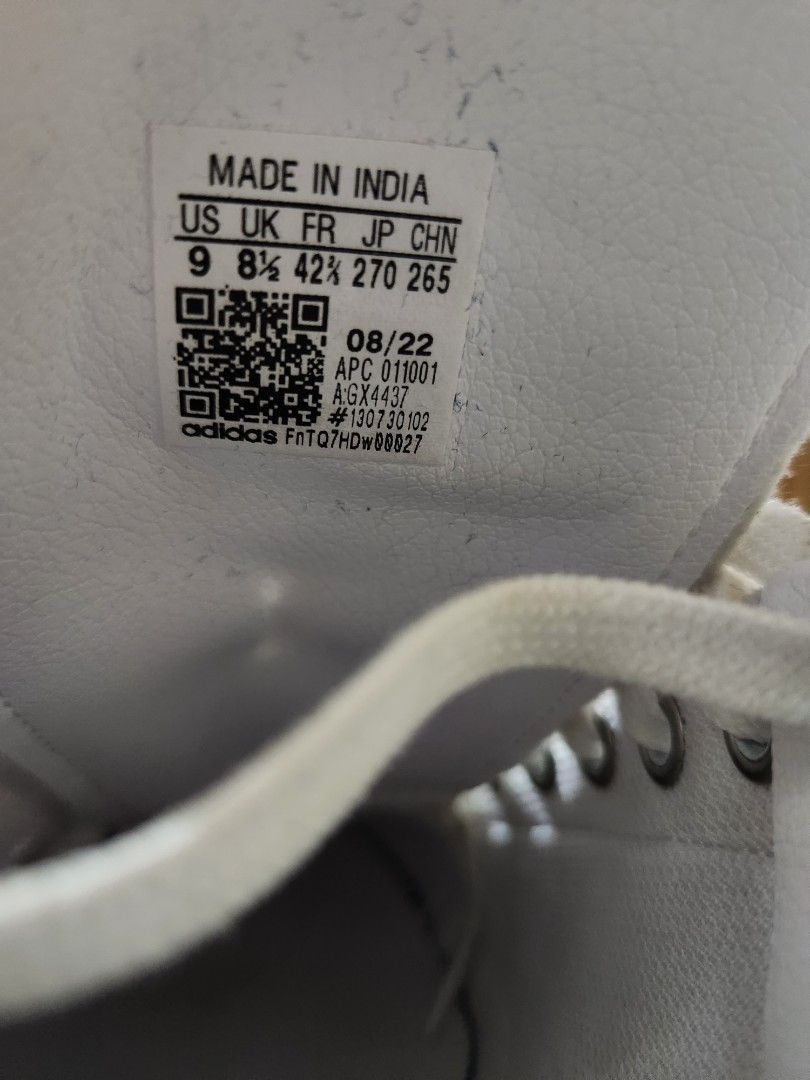 MADE IN INDIA
US UK FR JP CHN
9 8½ 42⅔ 270 265
08/22
APC 011001
A:GX4437
#130730102
adidas FnTQ7HDw00027